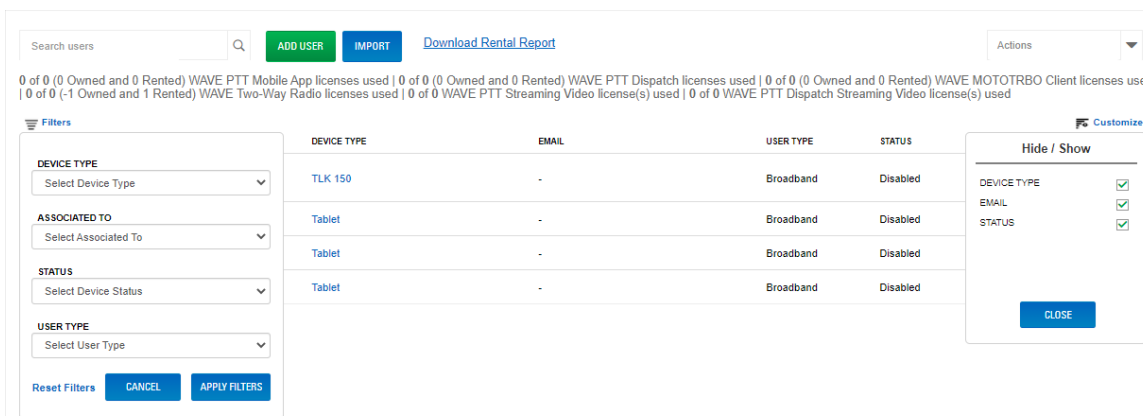 Search users
ADD USER
IMPORT
Download Rental Report
Actions
0 of 0 (0 Owned and 0 Rented) WAVE PTT Mobile App licenses used | 0 of 0 (0 Owned and 0 Rented) WAVE PTT Dispatch licenses used | 0 of 0 (0 Owned and 0 Rented) WAVE MOTOTRBO Client licenses use
| 0 of 0 (-1 Owned and 1 Rented) WAVE Two-Way Radio licenses used | 0 of 0 WAVE PTT Streaming Video license(s) used | 0 of 0 WAVE PTT Dispatch Streaming Video license(s) used
Filters
Customize
DEVICE TYPE
Select Device Type
ASSOCIATED TO
Select Associated To
STATUS
Select Device Status
USER TYPE
Select User Type
Reset Filters
CANCEL
APPLY FILTERS
DEVICE TYPE EMAIL USER TYPE STATUS
TLK 150 - Broadband Disabled
Tablet - Broadband Disabled
Tablet - Broadband Disabled
Tablet - Broadband Disabled
Hide / Show
DEVICE TYPE
EMAIL
STATUS
CLOSE